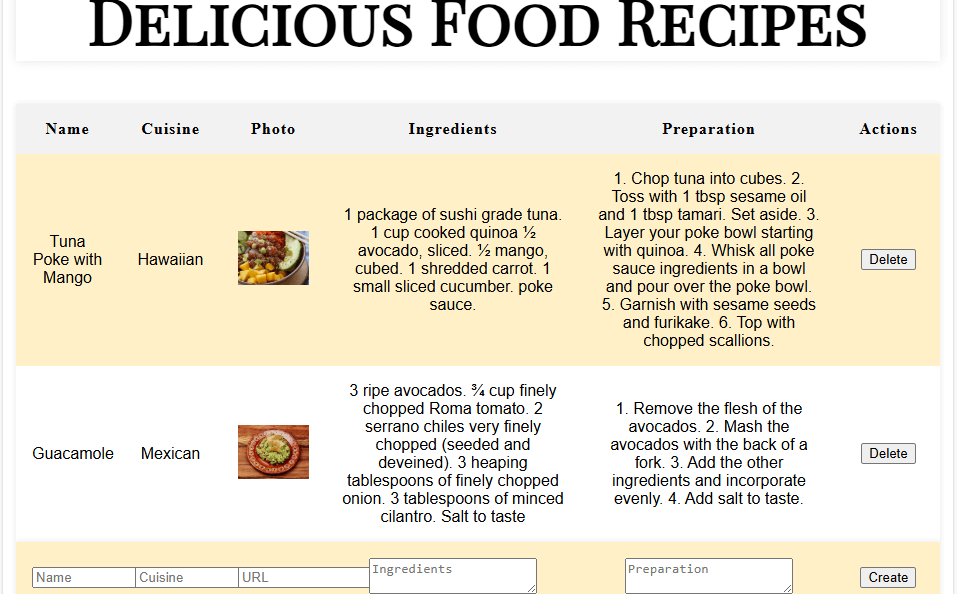 Delicious Food Recipes
Name Cuisine Photo Ingredients Preparation Actions
Tuna
Poke with
Mango
Hawaiian
1 package of sushi grade tuna.
1 cup cooked quinoa ½
avocado, sliced. ½ mango,
cubed. 1 shredded carrot. 1
small sliced cucumber. poke
sauce.
1. Chop tuna into cubes. 2.
Toss with 1 tbsp sesame oil
and 1 tbsp tamari. Set aside. 3.
Layer your poke bowl starting
with quinoa. 4. Whisk all poke
sauce ingredients in a bowl
and pour over the poke bowl.
5. Garnish with sesame seeds
and furikake. 6. Top with
chopped scallions.
Delete
Guacamole
Mexican
3 ripe avocados. ¾ cup finely
chopped Roma tomato. 2
serrano chiles very finely
chopped (seeded and
deveined). 3 heaping
tablespoons of finely chopped
onion. 3 tablespoons of minced
cilantro. Salt to taste
1. Remove the flesh of the
avocados. 2. Mash the
avocados with the back of a
fork. 3. Add the other
ingredients and incorporate
evenly. 4. Add salt to taste.
Delete
Name Cuisine URL Ingredients Preparation Create